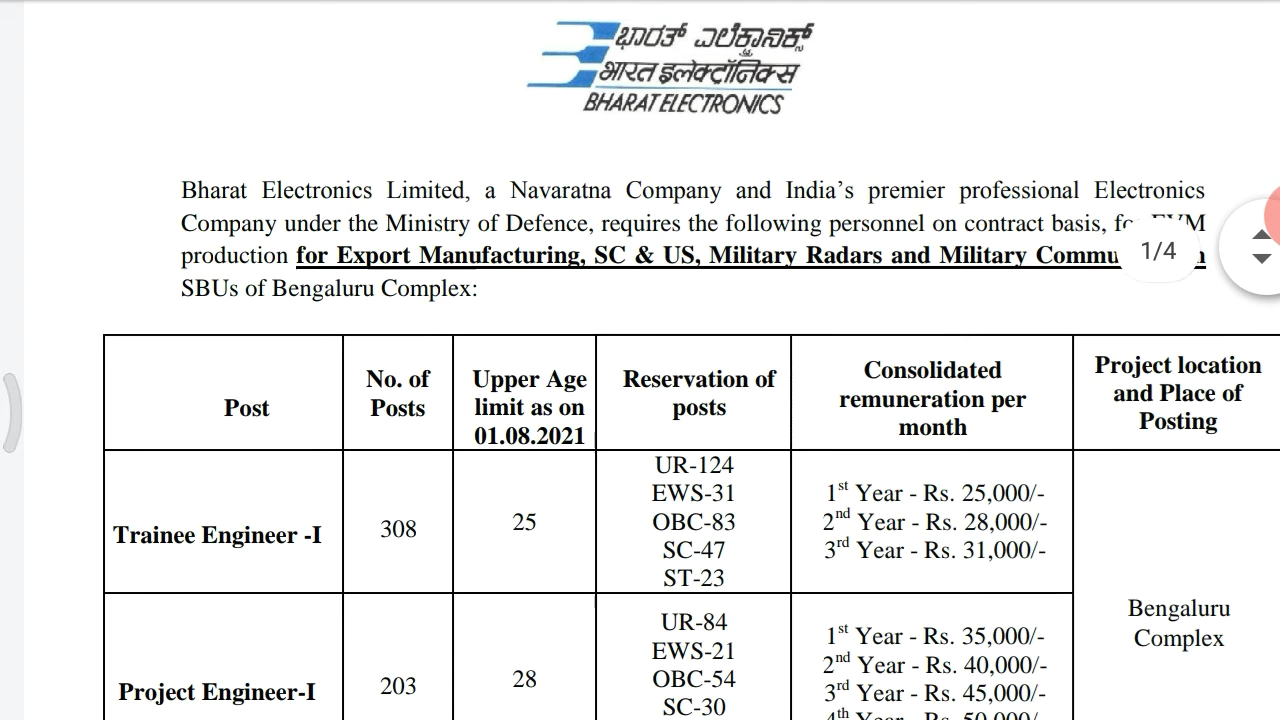 ಭಾರತ್ ಎಲೆಕ್ಟ್ರಾನಿಕ್ಸ್
भारत इलेक्ट्रॉनिक्स
BHARAT ELECTRONICS
Bharat Electronics Limited, a Navaratna Company and India’s premier professional Electronics
Company under the Ministry of Defence, requires the following personnel on contract basis,
production for Export Manufacturing, SC & US, Military Radars and Military
1/4
SBUs of Bengaluru Complex:
Post
No. of
Posts
Upper Age
limit as on
01.08.2021
Reservation of
posts
Consolidated
remuneration per
month
Project location
and Place of
Posting
Trainee Engineer -I
308
25
UR-124
EWS-31
OBC-83
SC-47
ST-23
1st Year - Rs. 25,000/-
2nd Year - Rs. 28,000/-
3rd Year - Rs. 31,000/-
Bengaluru
Complex
Project Engineer-I
203
28
UR-84
EWS-21
OBC-54
SC-30
1st Year - Rs. 35,000/-
2nd Year - Rs. 40,000/-
3rd Year - Rs. 45,000/-
4th Year - Rs. 50,000/-